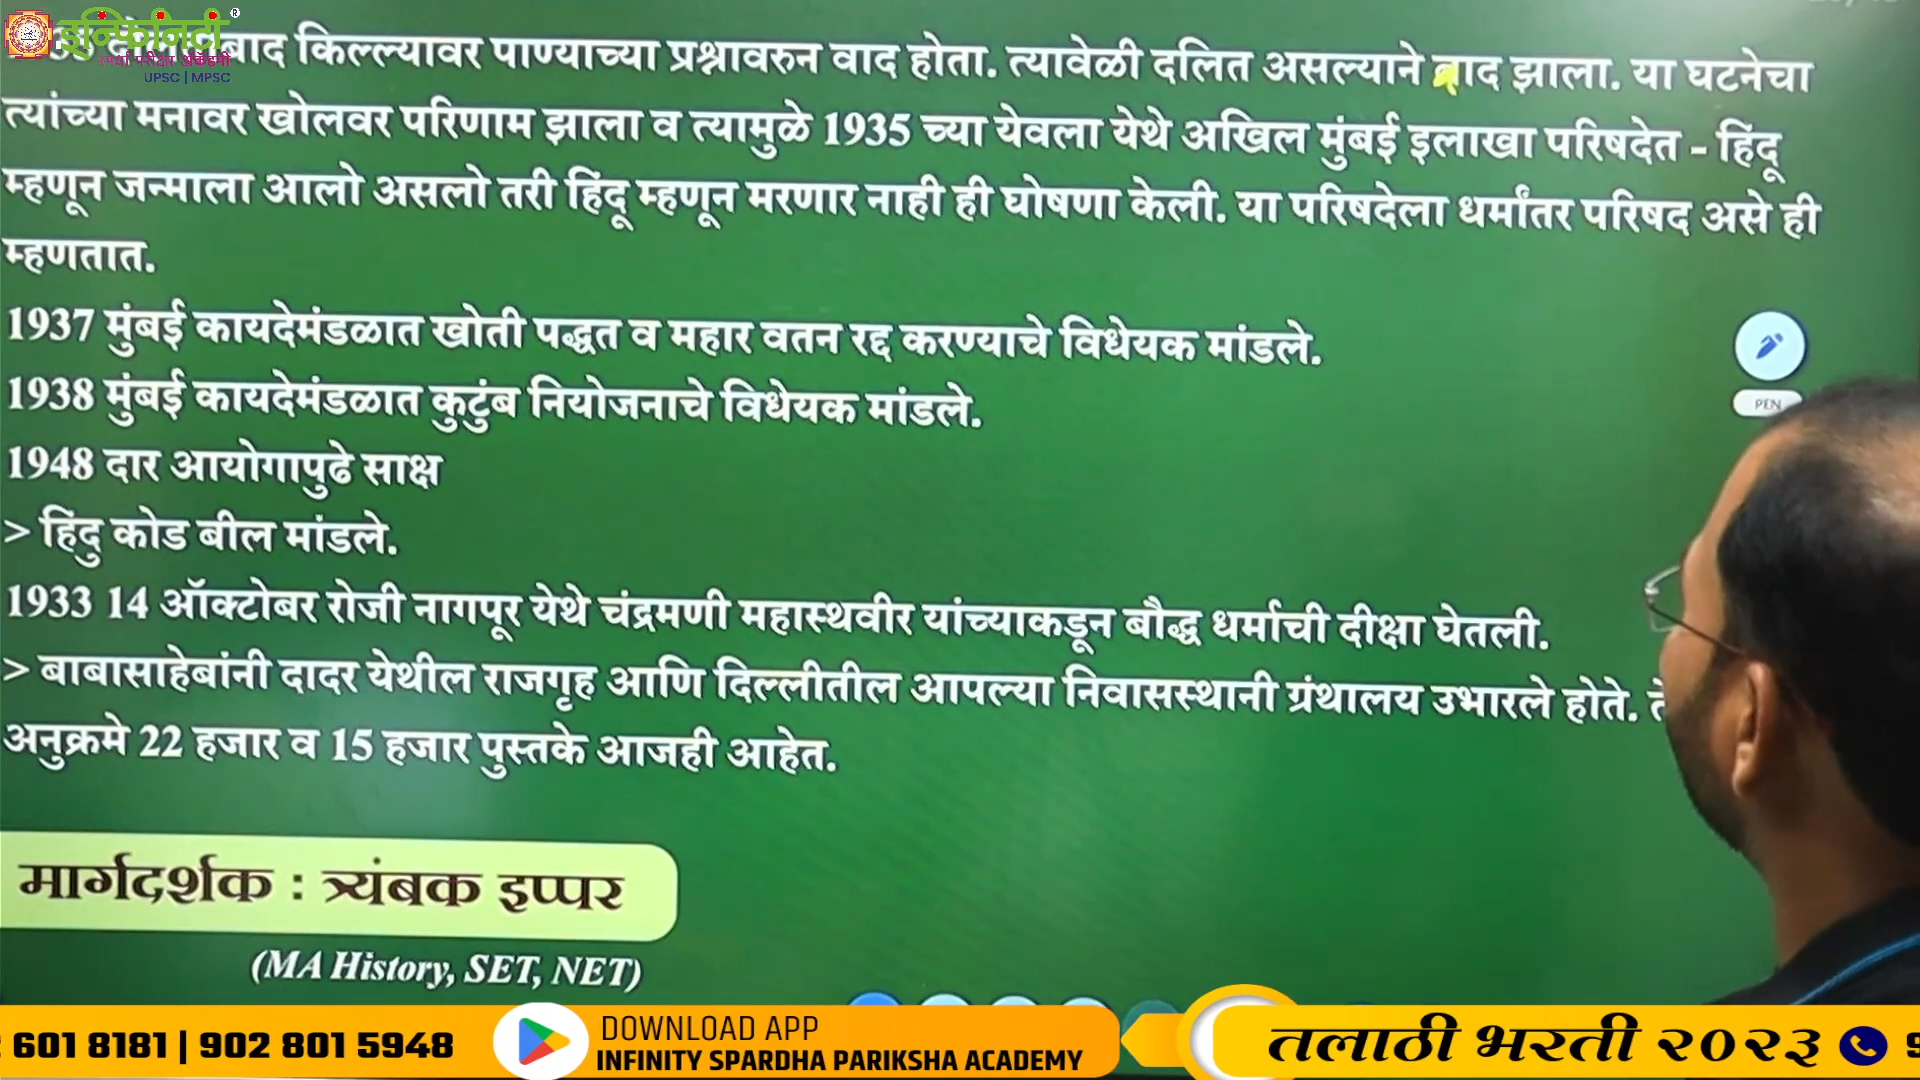 इन्फिनिटी
स्पर्धा परीक्षा अकॅडमी
UPSC | MPSC
किल्ल्यावर पाण्याच्या प्रश्नावरुन वाद होता. त्यावेळी दलित असल्याने वाद झाला. या घटनेचा
त्यांच्या मनावर खोलवर परिणाम झाला व त्यामुळे 1935 च्या येवला येथे अखिल मुंबई इलाखा परिषदेत - हिंदू
म्हणून जन्माला आलो असलो तरी हिंदू म्हणून मरणार नाही ही घोषणा केली. या परिषदेला धर्मांतर परिषद असे ही
म्हणतात.
1937 मुंबई कायदेमंडळात खोती पद्धत व महार वतन रद्द करण्याचे विधेयक मांडले.
1938 मुंबई कायदेमंडळात कुटुंब नियोजनाचे विधेयक मांडले.
PEN
1948 दार आयोगापुढे साक्ष
> हिंदु कोड बील मांडले.
1933 14 ऑक्टोबर रोजी नागपूर येथे चंद्रमणी महास्थवीर यांच्याकडून बौद्ध धर्माची दीक्षा घेतली.
> बाबासाहेबांनी दादर येथील राजगृह आणि दिल्लीतील आपल्या निवासस्थानी ग्रंथालय उभारले होते.
अनुक्रमे 22 हजार व 15 हजार पुस्तके आजही आहेत.
मार्गदर्शक : त्र्यंबक इप्पर
(MA History, SET, NET)
601 8181 | 902 801 5948
DOWNLOAD APP
INFINITY SPARDHA PARIKSHA ACADEMY
तलाठी भरती २०२३